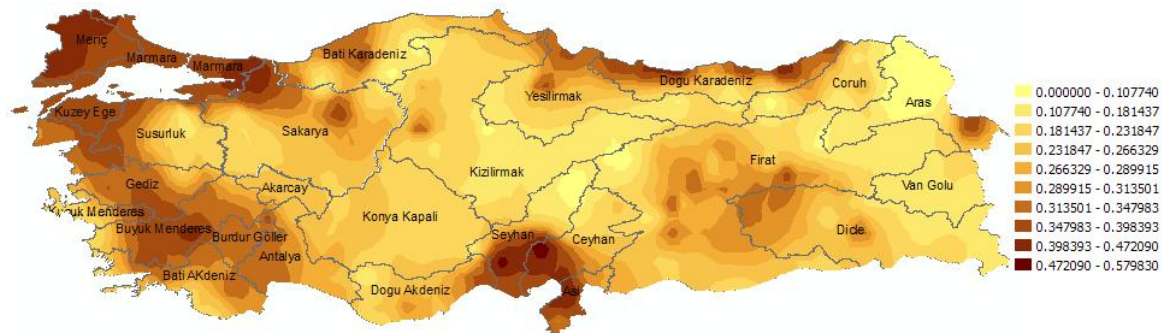 Meriç
Marmara
Marmara
Bati Karadeniz
Dogu Karadeniz
Coruh
Aras
Kuzey Ege
Susurluk
Sakarya
Yesilirmak
Firat
Van Golu
Gediz
Akarcay
Kizilirmak
Konya Kapali
Buyuk Menderes
Burdur Göller
Antalya
Seyhan
Ceyhan
Dicle
Bati AKdeniz
Dogu Akdeniz
Asi
0.000000 - 0.107740
0.107740 - 0.181437
0.181437 - 0.231847
0.231847 - 0.266329
0.266329 - 0.289915
0.289915 - 0.313501
0.313501 - 0.347983
0.347983 - 0.398393
0.398393 - 0.472090
0.472090 - 0.579830